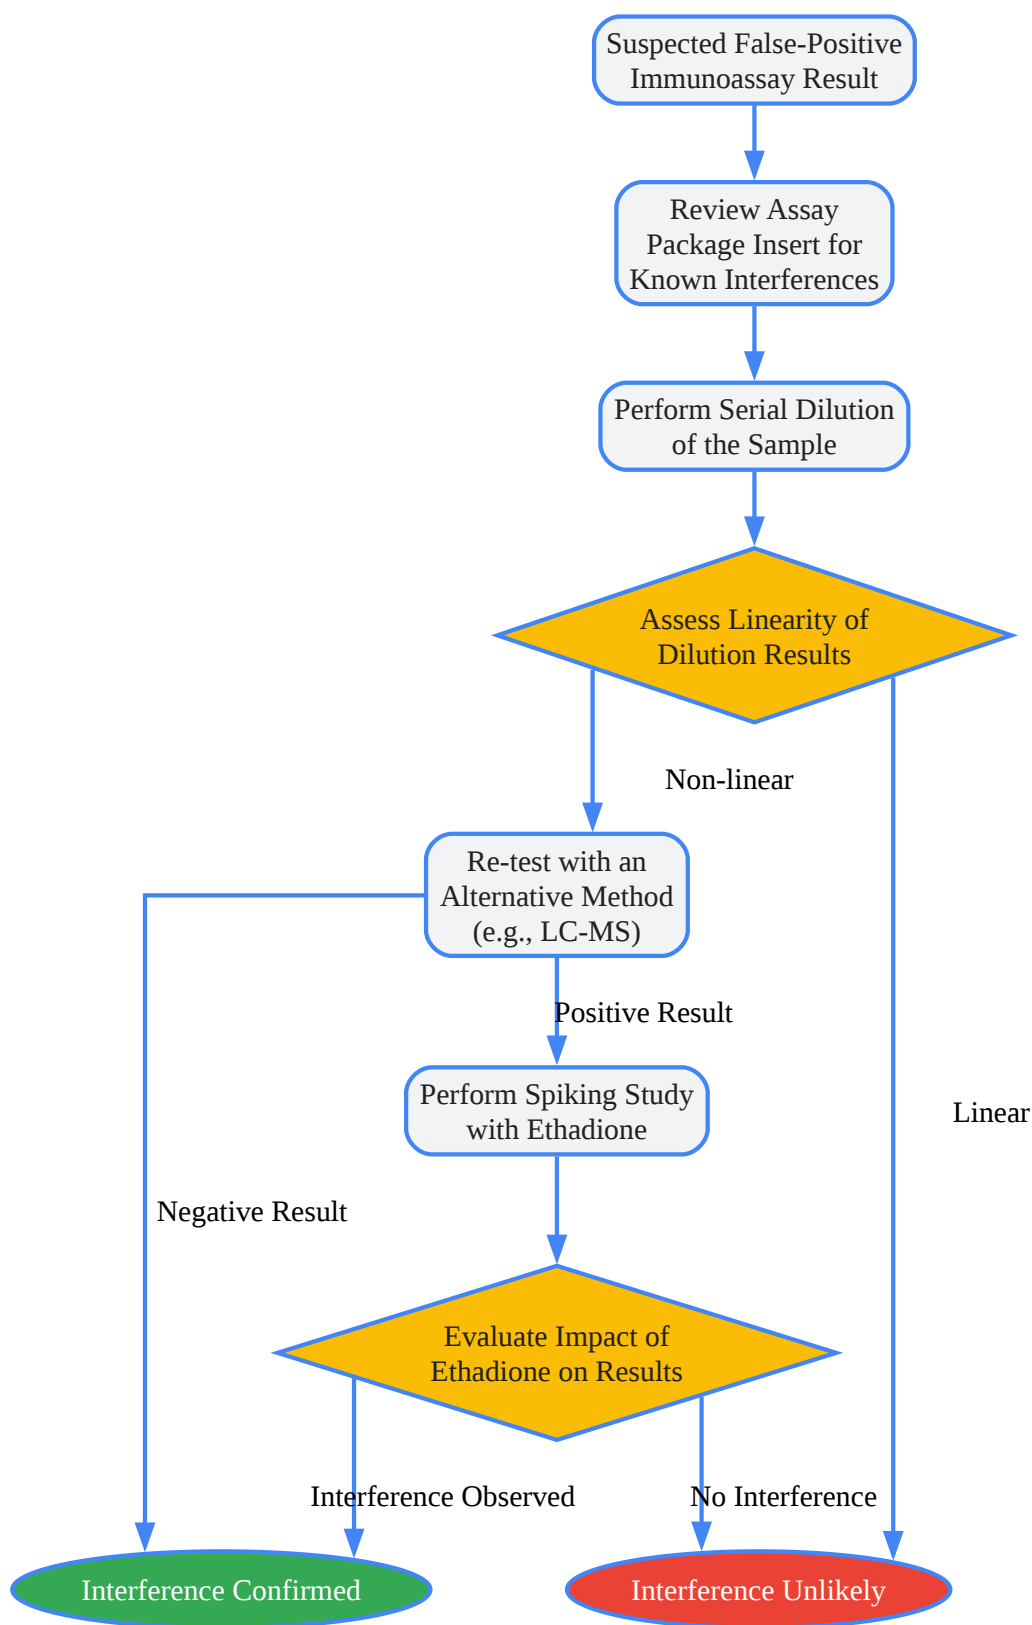 Suspected False-Positive
Immunoassay Result
Review Assay
Package Insert for
Known Interferences
Perform Serial Dilution
of the Sample
Assess Linearity of
Dilution Results
Non-linear
Re-test with an
Alternative Method
(e.g., LC-MS)
Positive Result
Perform Spiking Study
with Ethadione
Linear
Negative Result
Evaluate Impact of
Ethadione on Results
Interference Observed
No Interference
Interference Confirmed
Interference Unlikely